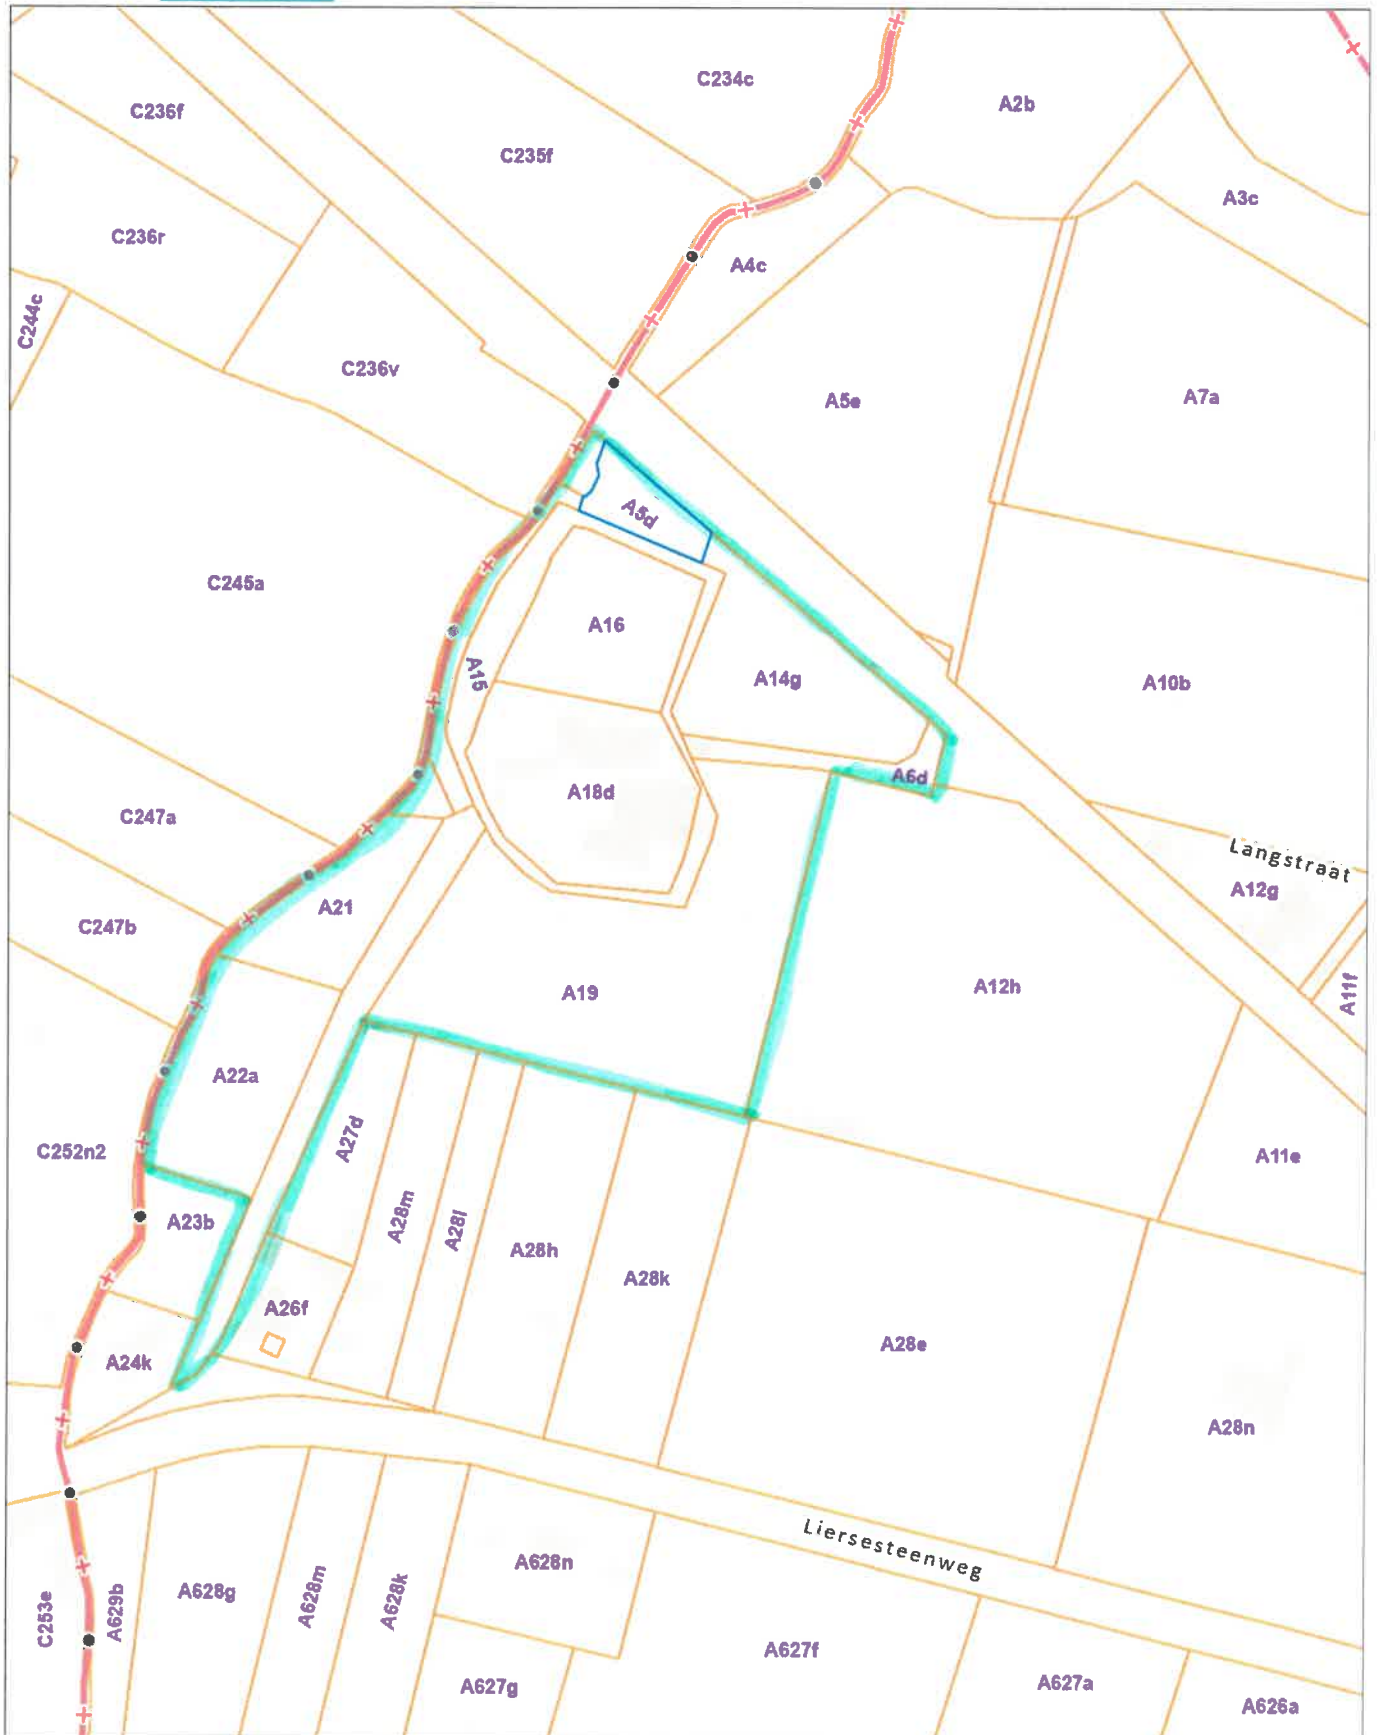 C234c
A2b
C236f
C235f
A3c
C236r
A4c
C244c
C236v
A5e
A7a
A5d
C245a
A16
A15
A14g
A10b
A6d
A18d
C247a
Langstraat
A12g
A21
C247b
A19
A12h
A11f
A22a
A27d
C252n2
A11e
A28m
A23b
A28l
A28h
A28k
A26f
A28e
A24k
A28n
Liersesteenweg
A628n
C253e
A629b
A628g
A628m
A628k
A627f
A627g
A627a
A626a